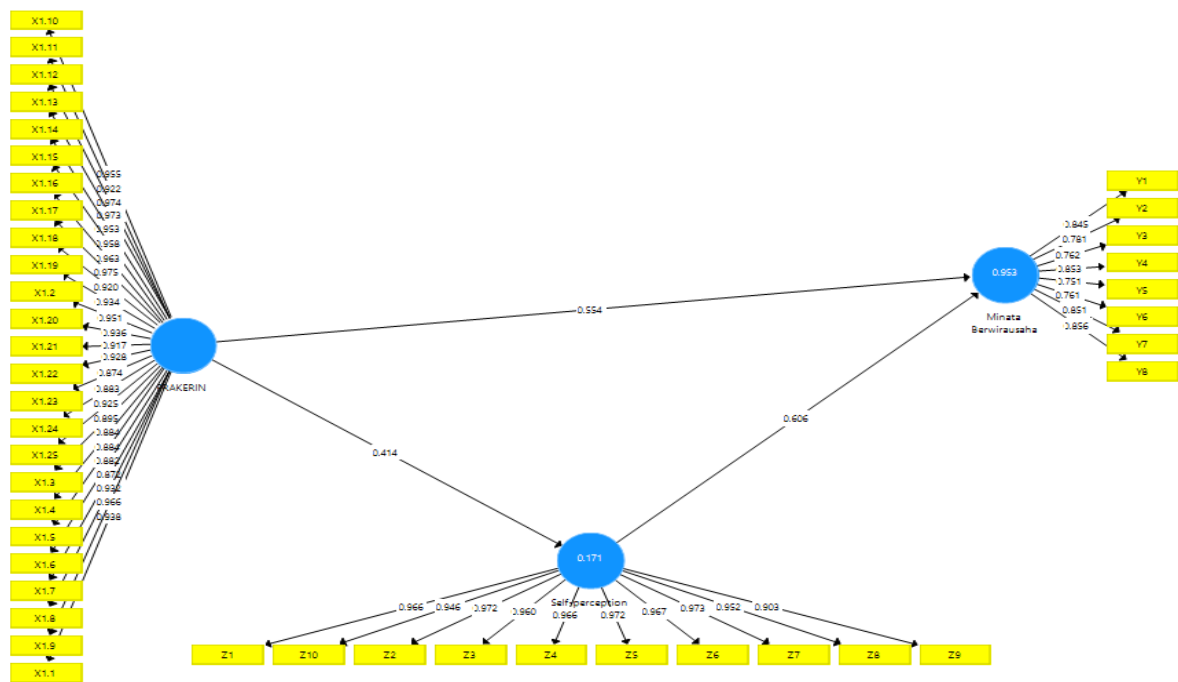 X1.10
X1.11
X1.12
X1.13
X1.14
X1.15
X1.16
X1.17
X1.18
X1.19
X1.2
X1.20
X1.21
X1.22
X1.23
X1.24
X1.25
X1.3
X1.4
X1.5
X1.6
X1.7
X1.8
X1.9
X1.1
0.955
0.922
0.974
0.973
0.953
0.958
0.963
0.975
0.920
0.934
0.951
0.936
0.917
0.928
0.874
0.883
0.925
0.895
0.884
0.884
0.882
0.872
0.932
0.966
0.938
PRAKERIN
0.554
0.414
0.606
0.953
Minata
Berwirausaha
0.845
0.781
0.762
0.853
0.751
0.761
0.851
0.856
Y1
Y2
Y3
Y4
Y5
Y6
Y7
Y8
0.171
Self perception
0.966
0.946
0.972
0.960
0.966
0.972
0.967
0.973
0.952
0.903
Z1
Z10
Z2
Z3
Z4
Z5
Z6
Z7
Z8
Z9